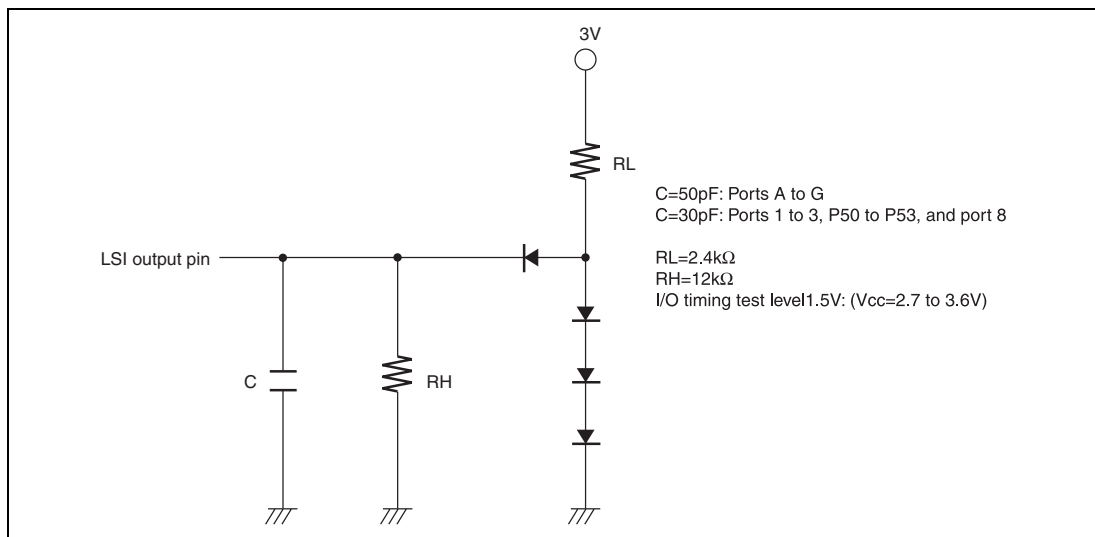 3V
RL
C=50pF: Ports A to G
C=30pF: Ports 1 to 3, P50 to P53, and port 8
LSI output pin
RL=2.4kΩ
RH=12kΩ
I/O timing test level1.5V: (Vcc=2.7 to 3.6V)
C
RH